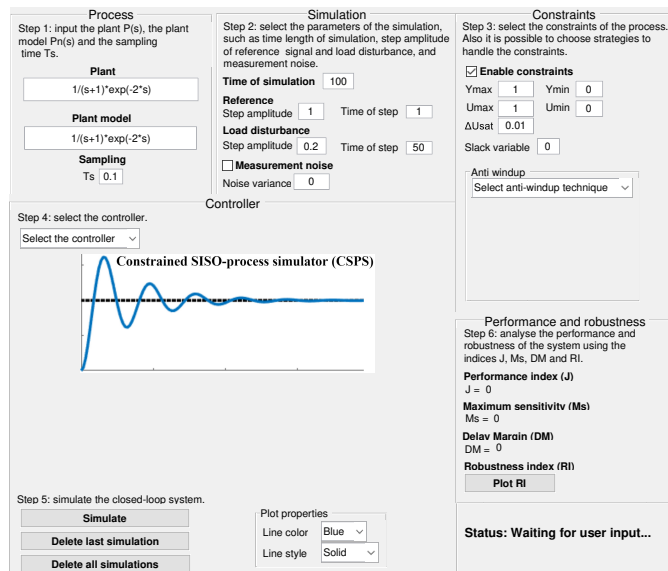 Process
Step 1: input the plant P(s), the plant
model Pn(s) and the sampling
time Ts.
Plant
1/(s+1)*exp(-2*s)
Plant model
1/(s+1)*exp(-2*s)
Sampling
Ts 0.1
Simulation
Step 2: select the parameters of the simulation,
such as time length of simulation, step amplitude
of reference signal and load disturbance, and
measurement noise.
Time of simulation 100
Reference
Step amplitude 1 Time of step 1
Load disturbance
Step amplitude 0.2 Time of step 50
Measurement noise
Noise variance 0
Constraints
Step 3: select the constraints of the process.
Also it is possible to choose strategies to
handle the constraints.
Enable constraints
Ymax 1 Ymin 0
Umax 1 Umin 0
ΔUsat 0.01
Slack variable 0
Anti windup
Select anti-windup technique
Controller
Step 4: select the controller.
Select the controller
Constrained SISO-process simulator (CSPS)
Step 5: simulate the closed-loop system.
Simulate
Delete last simulation
Delete all simulations
Plot properties
Line color Blue
Line style Solid
Performance and robustness
Step 6: analyse the performance and
robustness of the system using the
indices J, Ms, DM and RI.
Performance index (J)
J = 0
Maximum sensitivity (Ms)
Ms = 0
Delay Margin (DM)
DM = 0
Robustness index (RI)
Plot RI
Status: Waiting for user input...